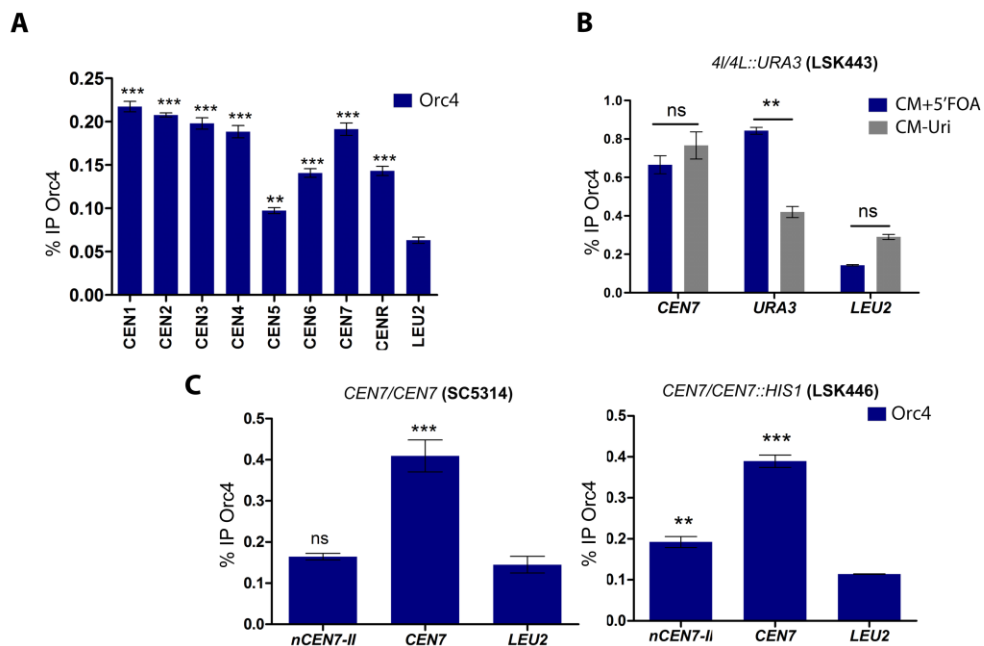 A
0.25
0.20
0.15
0.10
0.05
0.00
% IP Orc4
***
***
***
***
**
***
***
***
Orc4
CEN1
CEN2
CEN3
CEN4
CEN5
CEN6
CEN7
CENR
LEU2
B
4I/4L::URA3 (LSK443)
1.0
0.8
0.6
0.4
0.2
0.0
% IP Orc4
ns
**
ns
CM+5'FOA
CM-Uri
CEN7 URA3 LEU2
C
CEN7/CEN7 (SC5314)
0.5
0.4
0.3
0.2
0.1
0.0
% IP Orc4
ns
***
nCEN7-II CEN7 LEU2
CEN7/CEN7::HIS1 (LSK446)
0.5
0.4
0.3
0.2
0.1
0.0
% IP Orc4
**
***
Orc4
nCEN7-II CEN7 LEU2